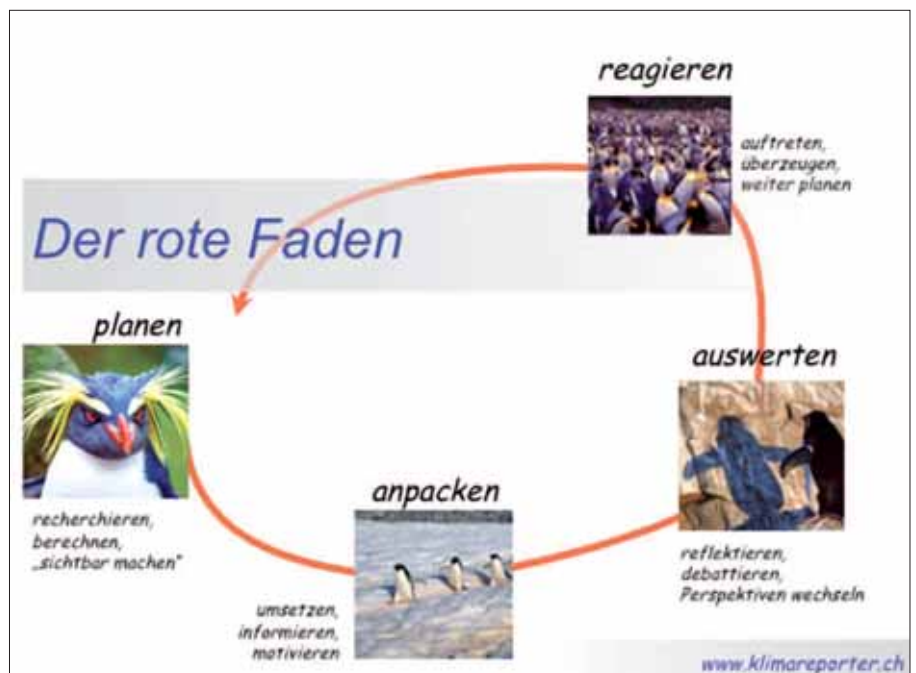 Der rote Faden
planen
recherchieren,
berechnen,
„sichtbar machen“
anpacken
umsetzen,
informieren,
motivieren
auswerten
reflektieren,
debattieren,
Perspektiven wechseln
reagieren
auftreten,
überzeugen,
weiter planen
www.klimareporter.ch